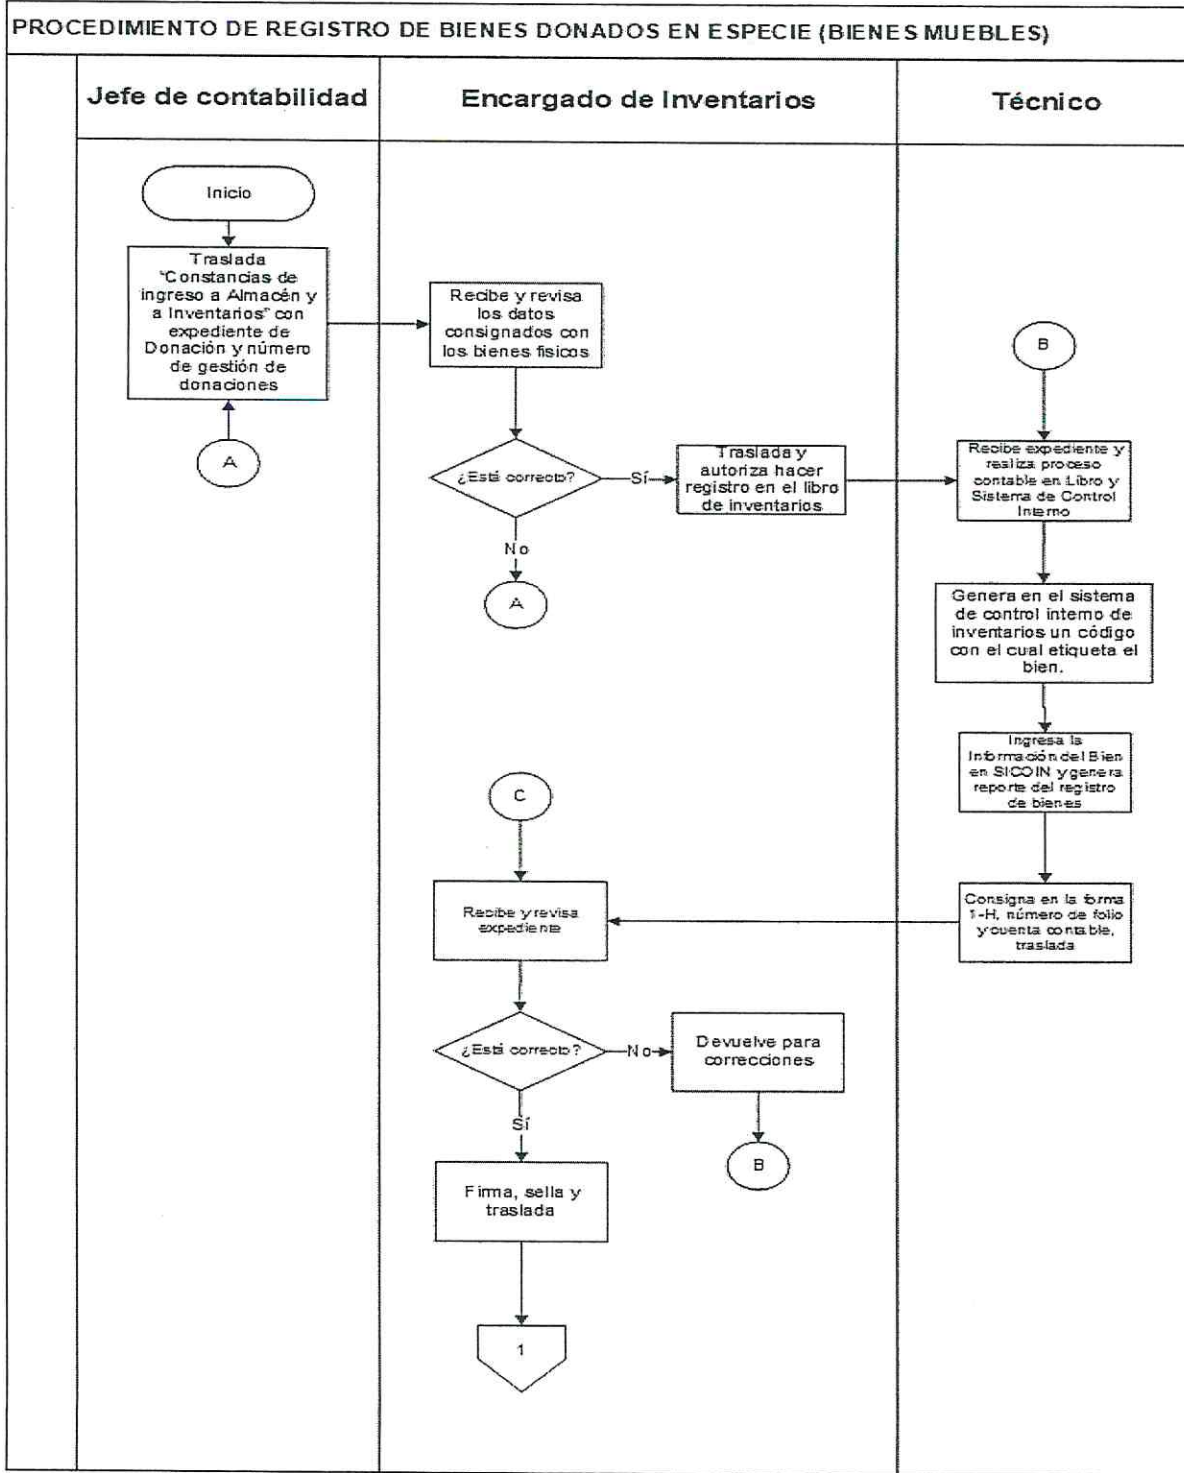 PROCEDIMIENTO DE REGISTRO DE BIENES DONADOS EN ESPECIE (BIENES MUEBLES)
Jefe de contabilidad
Encargado de Inventarios
Técnico
Inicio
Traslada
"Constancias de
ingreso a Almacén y
a Inventarios" con
expediente de
Donación y número
de gestión de
donaciones
A
Recibe y revisa
los datos
consignados con
los bienes fisicos
¿Está correcto?
Sí
Traslada y
autoriza hacer
registro en el libro
de inventarios
No
A
B
Recibe expediente y
realiza proceso
contable en Libro y
Sistema de Control
Interno
Genera en el sistema
de control interno de
inventarios un código
con el cual etiqueta el
bien.
Ingresa la
Información del Bien
en SICOIN y genera
reporte del registro
de bienes
Consigna en la forma
1-H, número de folio
y cuenta contable,
traslada
C
Recibe y revisa
expediente
¿Está correcto?
No
Devuelve para
correcciones
B
Sí
Firma, sella y
traslada
1